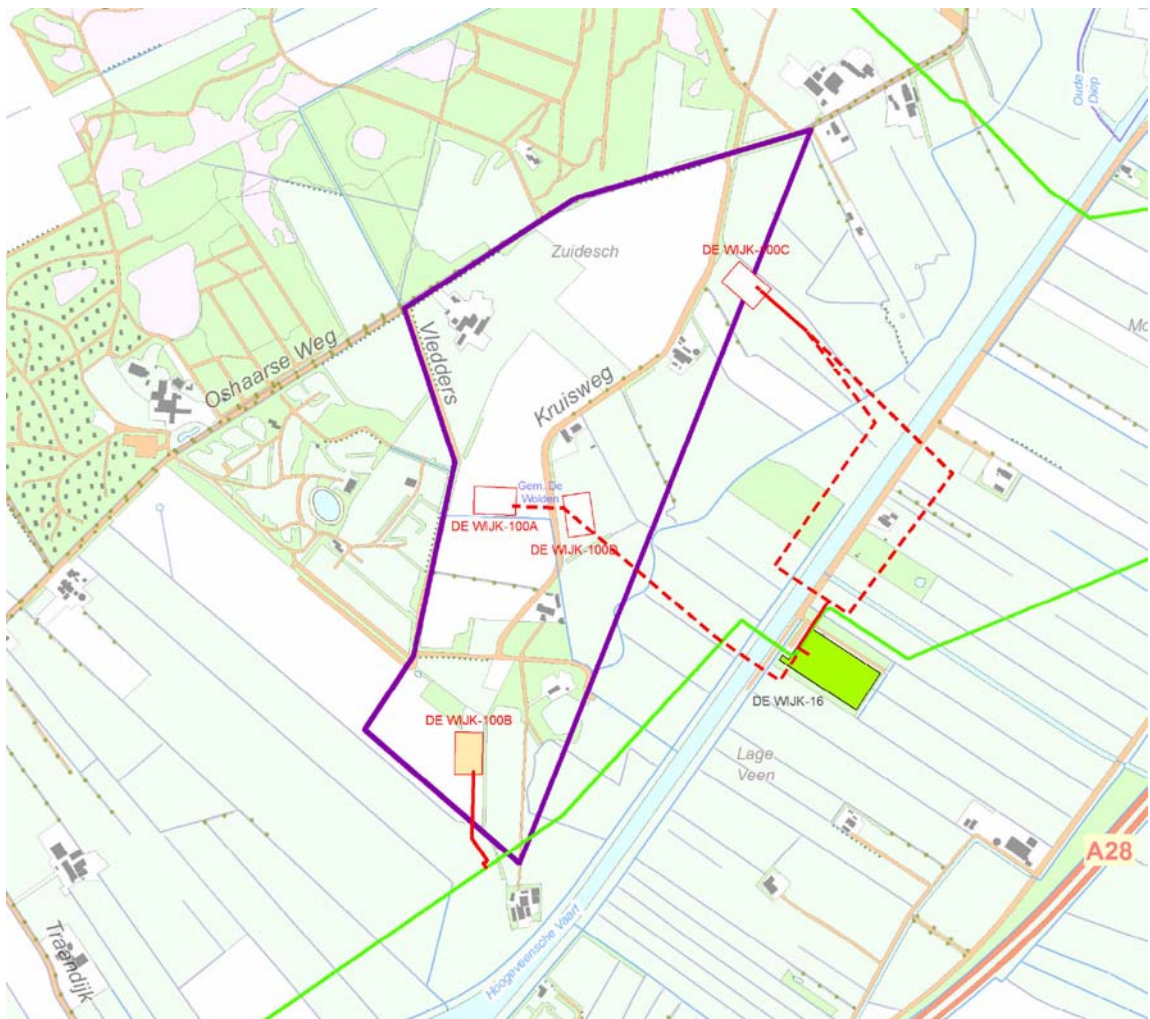 Oude
Diep
Zuidesch
DE WIJK-100C
Oshaarse Weg
Vledders
Kruisweg
Gem. De
Wolden
DE WIJK-100A
DE WIJK-100D
DE WIJK-16
DE WIJK-100B
Lage
Veen
A28
Hoogeveensche Vaart
Traandijk